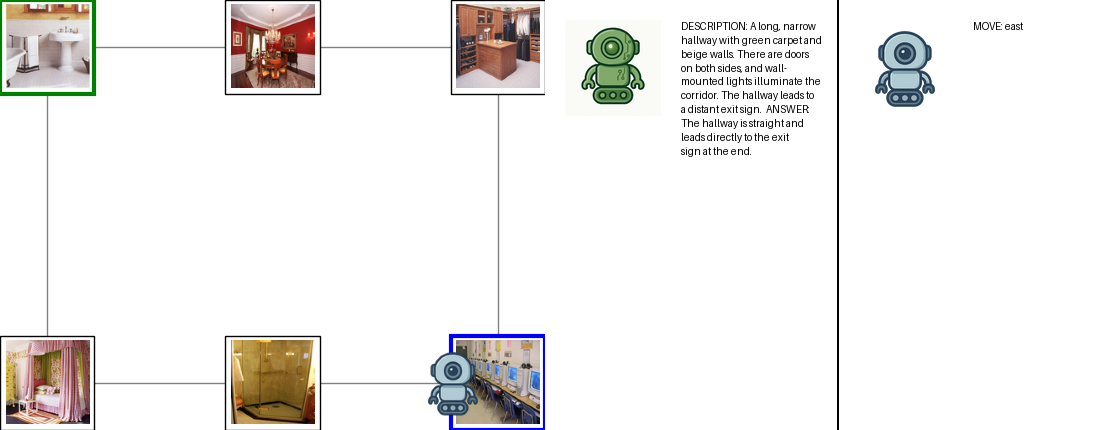 DESCRIPTION: A long, narrow
hallway with green carpet and
beige walls. There are doors
on both sides, and wall-
mounted lights illuminate the
corridor. The hallway leads to
a distant exit sign. ANSWER:
The hallway is straight and
leads directly to the exit
sign at the end.
MOVE: east